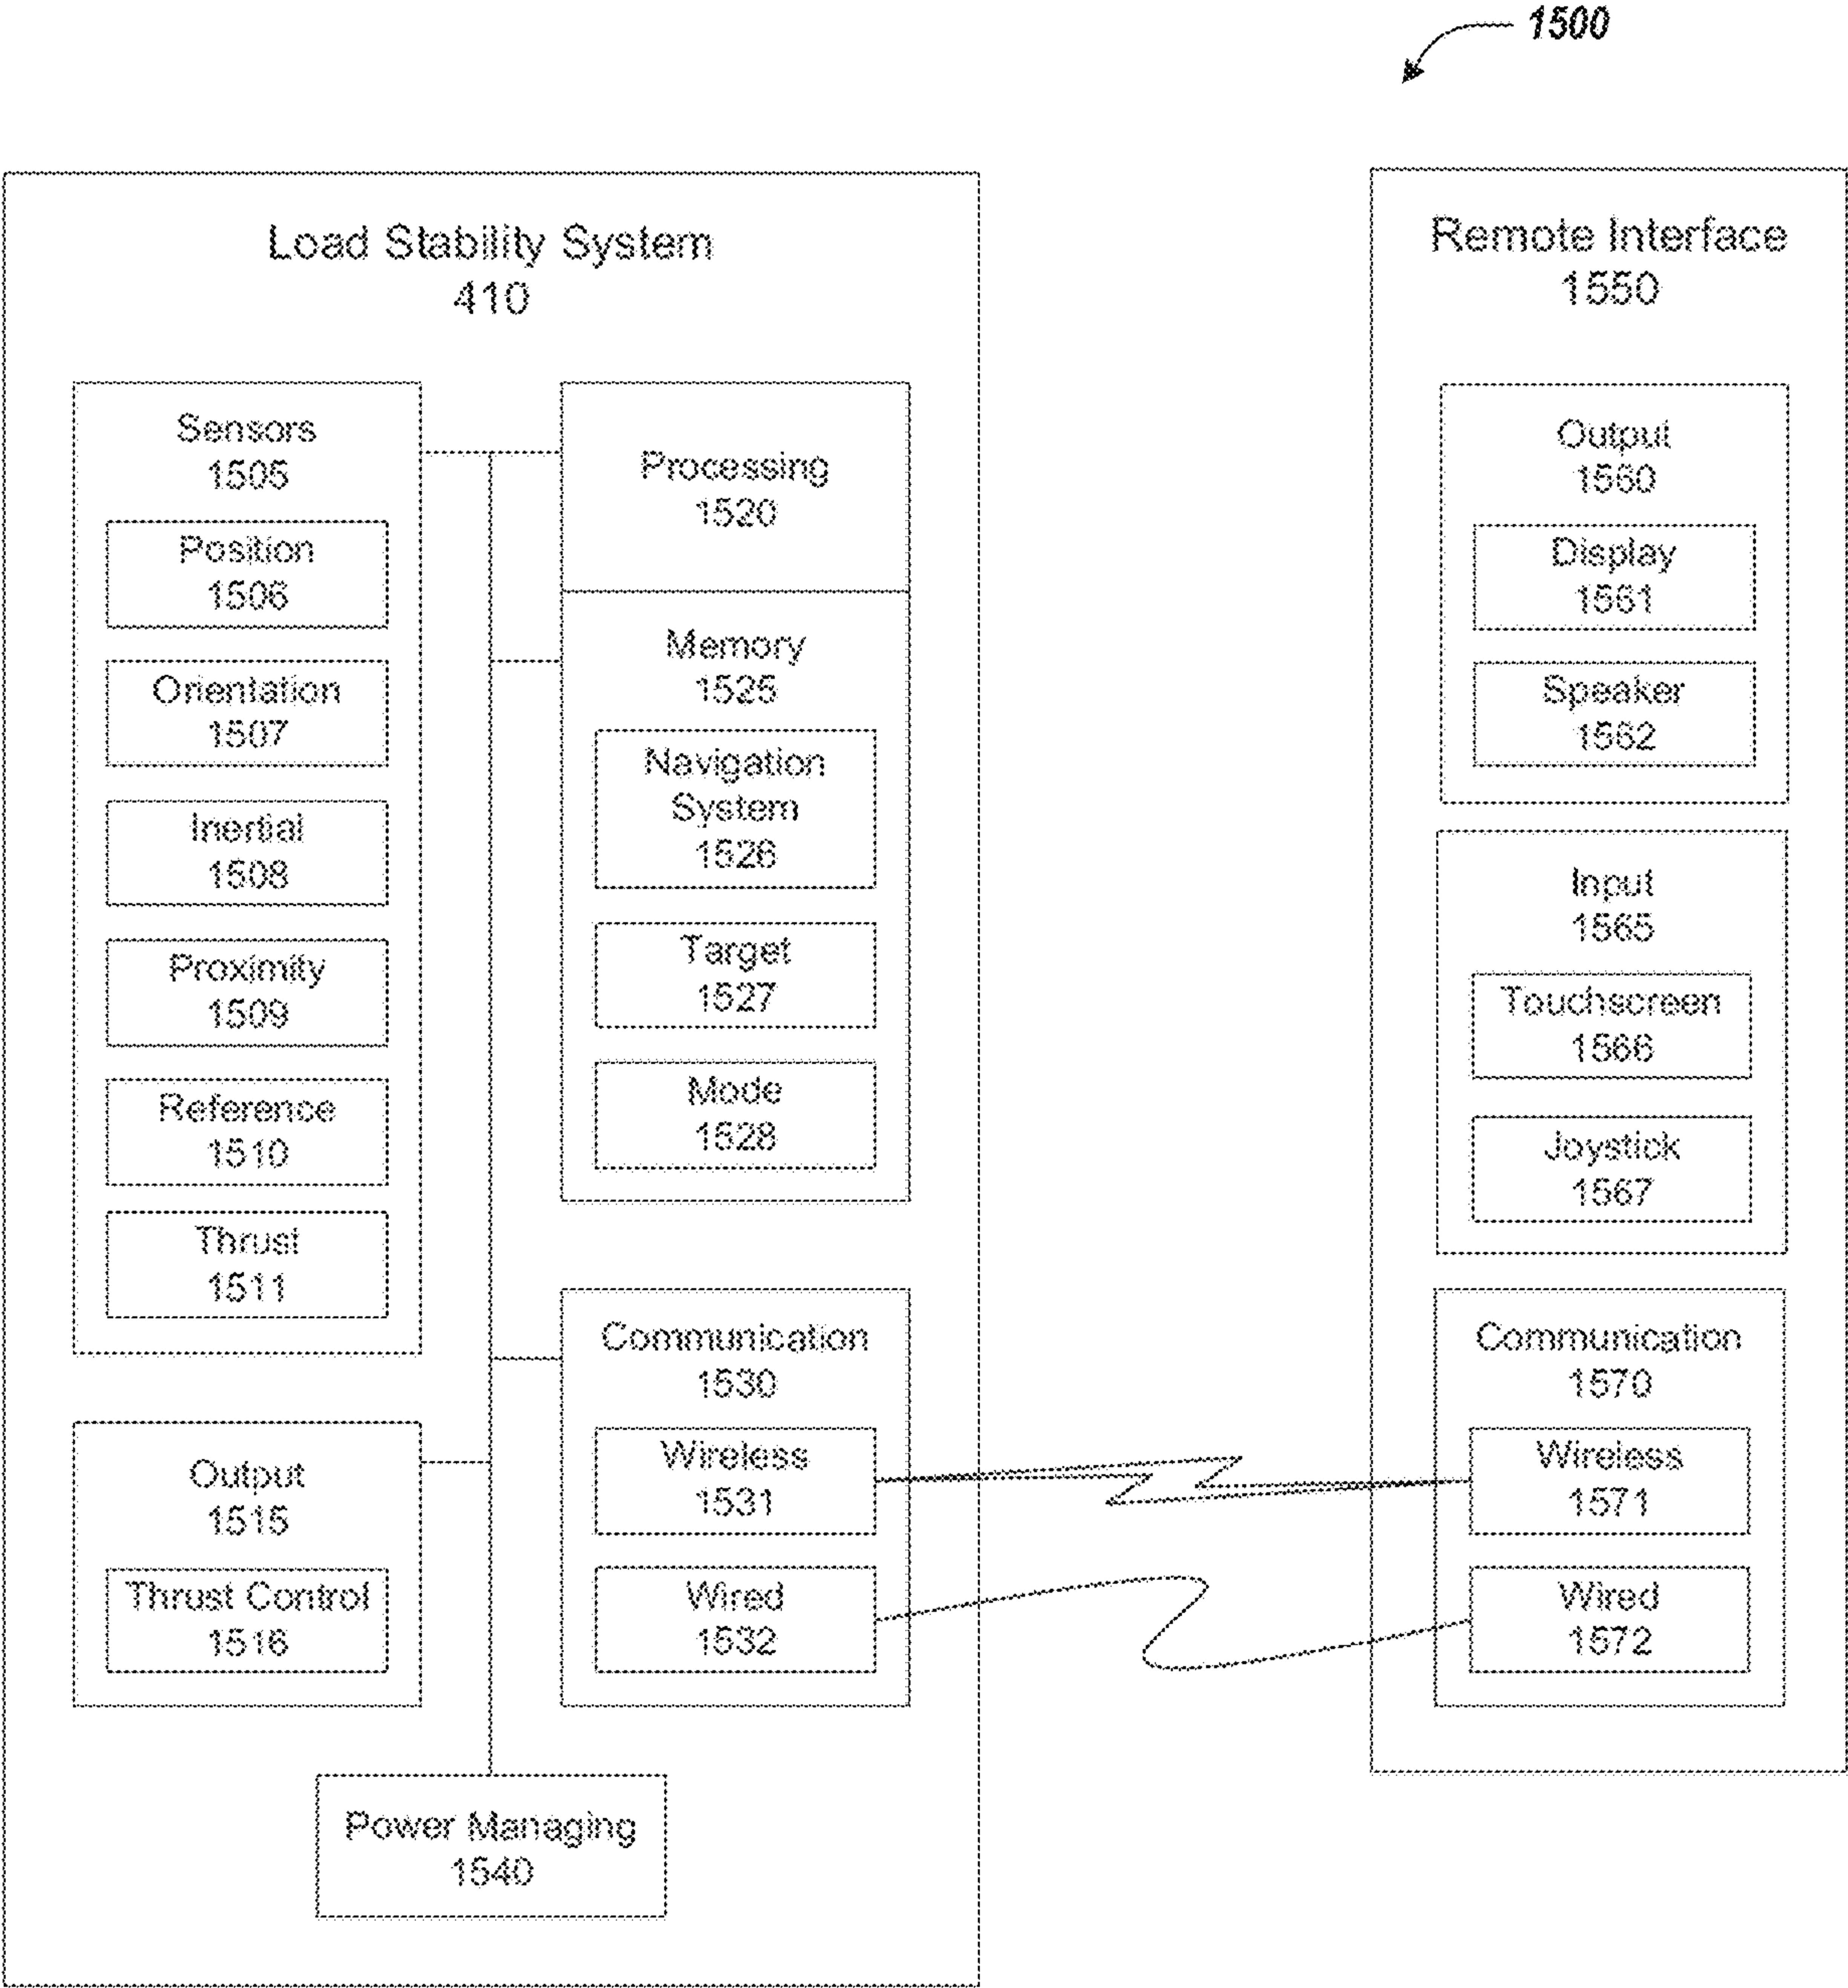 1500
Load Stability System
410
Sensors
1505
Position
1506
Orientation
1507
Inertial
1508
Proximity
1509
Reference
1510
Thrust
1511
Output
1515
Thrust Control
1516
Processing
1520
Memory
1525
Navigation
System
1526
Target
1527
Mode
1528
Communication
1530
Wireless
1531
Wired
1532
Power Managing
1540
Remote Interface
1550
Output
1560
Display
1561
Speaker
1562
Input
1565
Touchscreen
1566
Joystick
1567
Communication
1570
Wireless
1571
Wired
1572